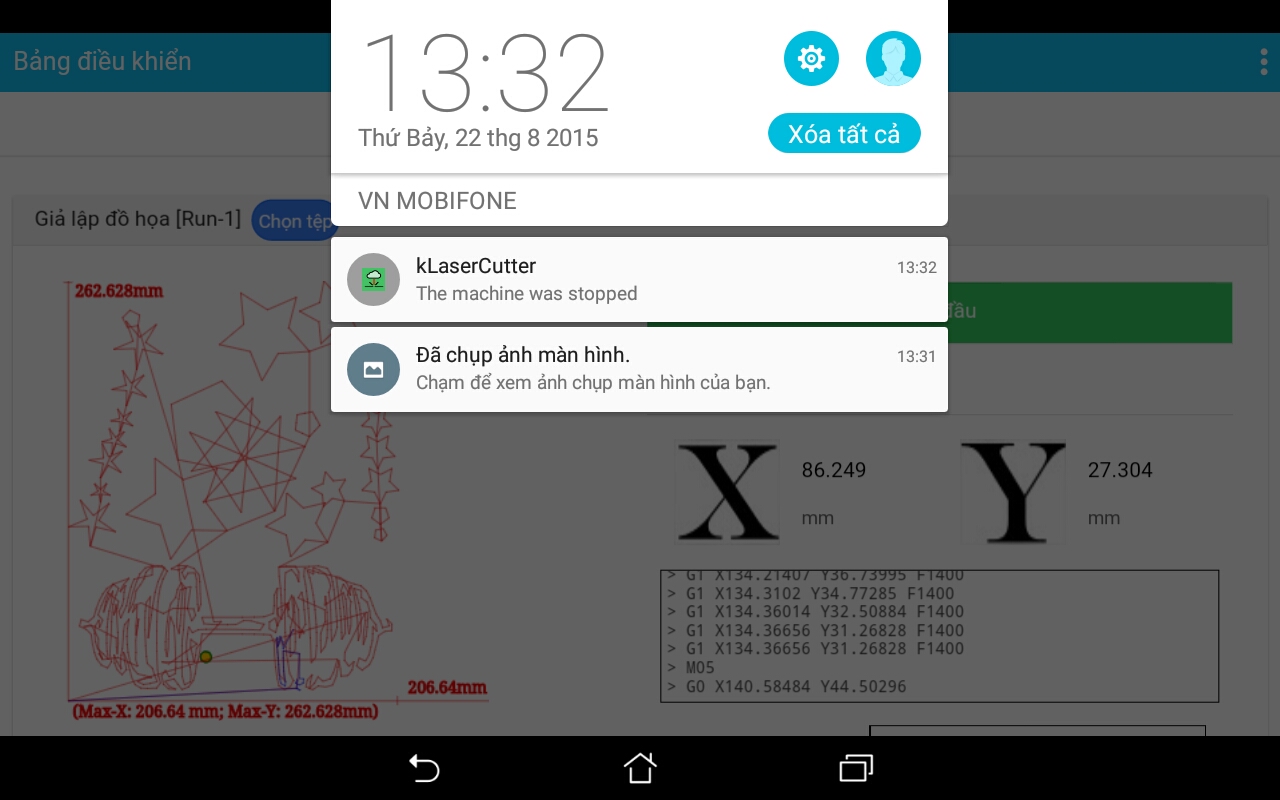 13:32
Thứ Bảy, 22 thg 8 2015
Xóa tất cả
VN MOBIFONE
kLaserCutter
13:32
The machine was stopped
Đã chụp ảnh màn hình.
13:31
Chạm để xem ảnh chụp màn hình của bạn.
Bảng điều khiển
Giả lập đồ họa [Run-1]
Chọn tệp
đầu
262.628mm
206.64mm
(Max-X: 206.64 mm; Max-Y: 262.628mm)
X
86.249
mm
Y
27.304
mm
> G1 X134.21407 Y36.73995 F1400
> G1 X134.3102 Y34.77285 F1400
> G1 X134.36014 Y32.50884 F1400
> G1 X134.36656 Y31.26828 F1400
> G1 X134.36656 Y31.26828 F1400
> M05
> G0 X140.58484 Y44.50296